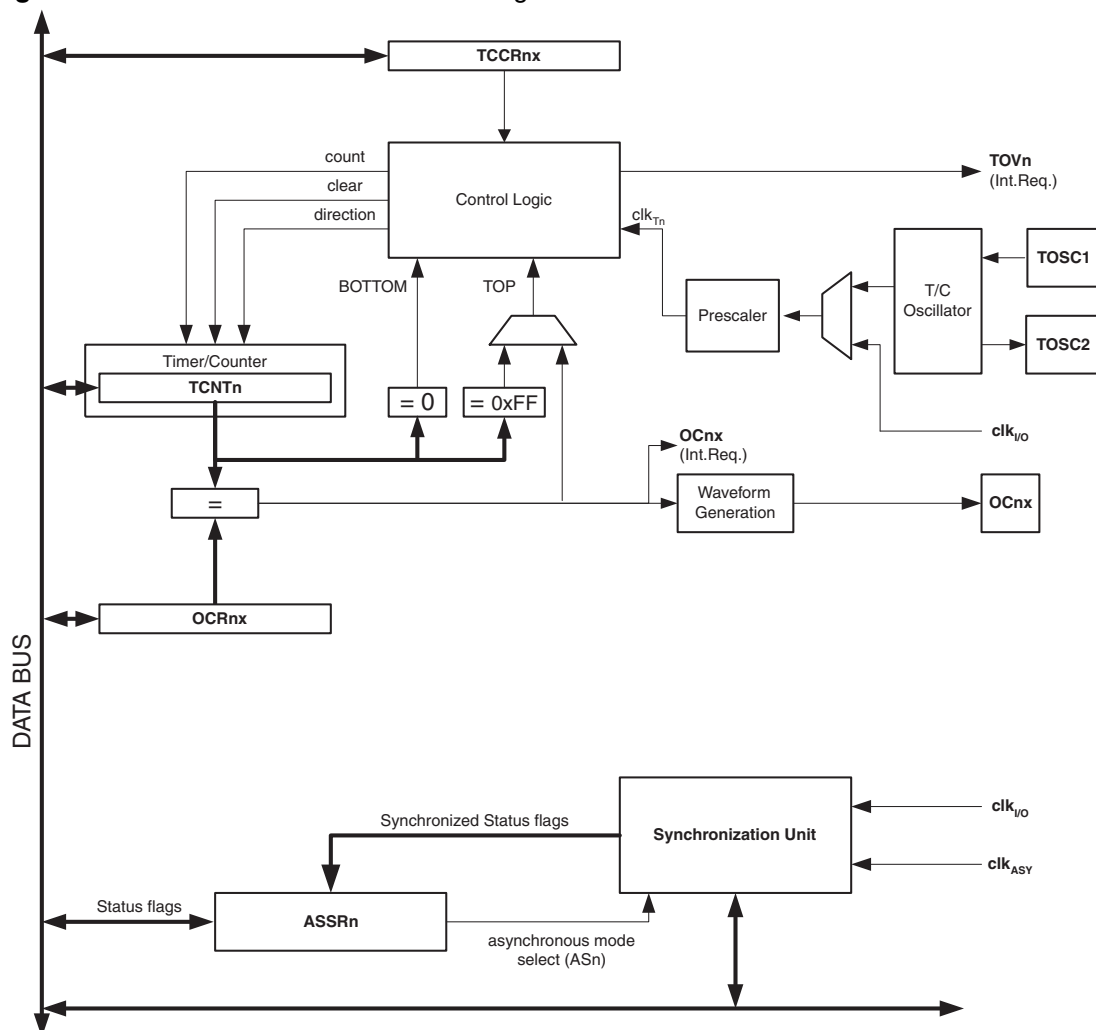 TCCRnx
count
clear
direction
Control Logic
clkTn
TOVn
(Int.Req.)
BOTTOM
TOP
Prescaler
T/C
Oscillator
TOSC1
TOSC2
Timer/Counter
TCNTn
= 0
= 0xFF
clkI/O
OCnx
(Int.Req.)
=
Waveform
Generation
OCnx
OCRnx
DATA BUS
Synchronized Status flags
Synchronization Unit
clkI/O
clkASY
Status flags
ASSRn
asynchronous mode
select (ASn)